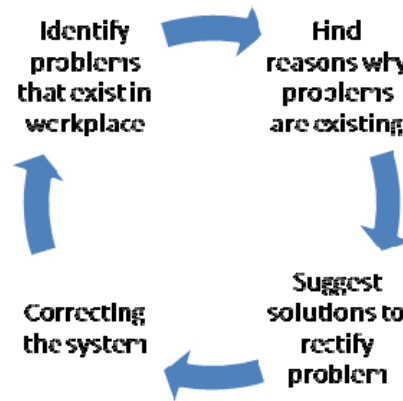 Identify
problems
that exist in
workplace
Find
reasons why
problems
are existing
Suggest
solutions to
rectify
problem
Correcting
the system